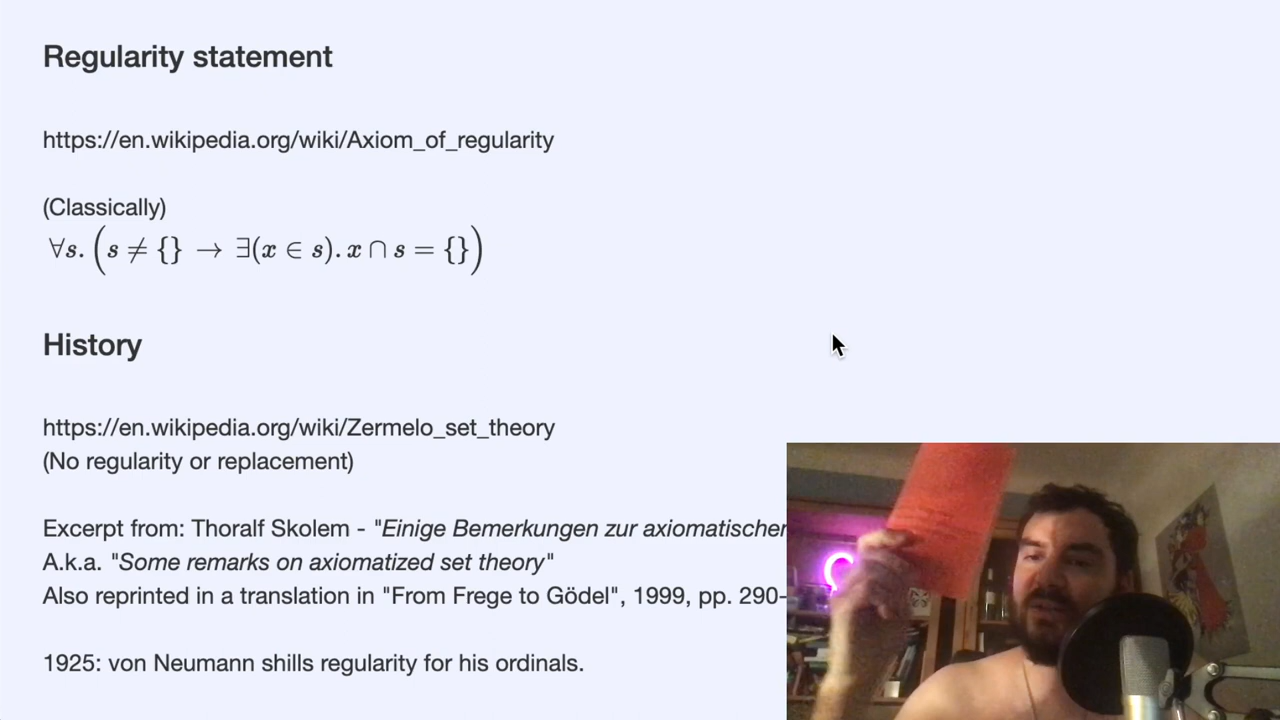 Regularity statement
https://en.wikipedia.org/wiki/Axiom_of_regularity
(Classically)
∀s. (s ≠ {} → ∃(x ∈ s). x ∩ s = {})
History
https://en.wikipedia.org/wiki/Zermelo_set_theory
(No regularity or replacement)
Excerpt from: Thoralf Skolem - "Einige Bemerkungen zur axiomatischen
A.k.a. "Some remarks on axiomatized set theory"
Also reprinted in a translation in "From Frege to Gödel", 1999, pp. 290-
1925: von Neumann shills regularity for his ordinals.